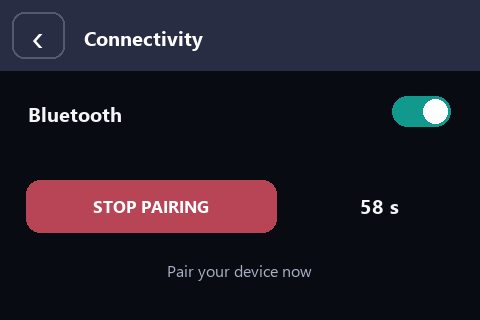 Connectivity
Bluetooth
STOP PAIRING
58 s
Pair your device now